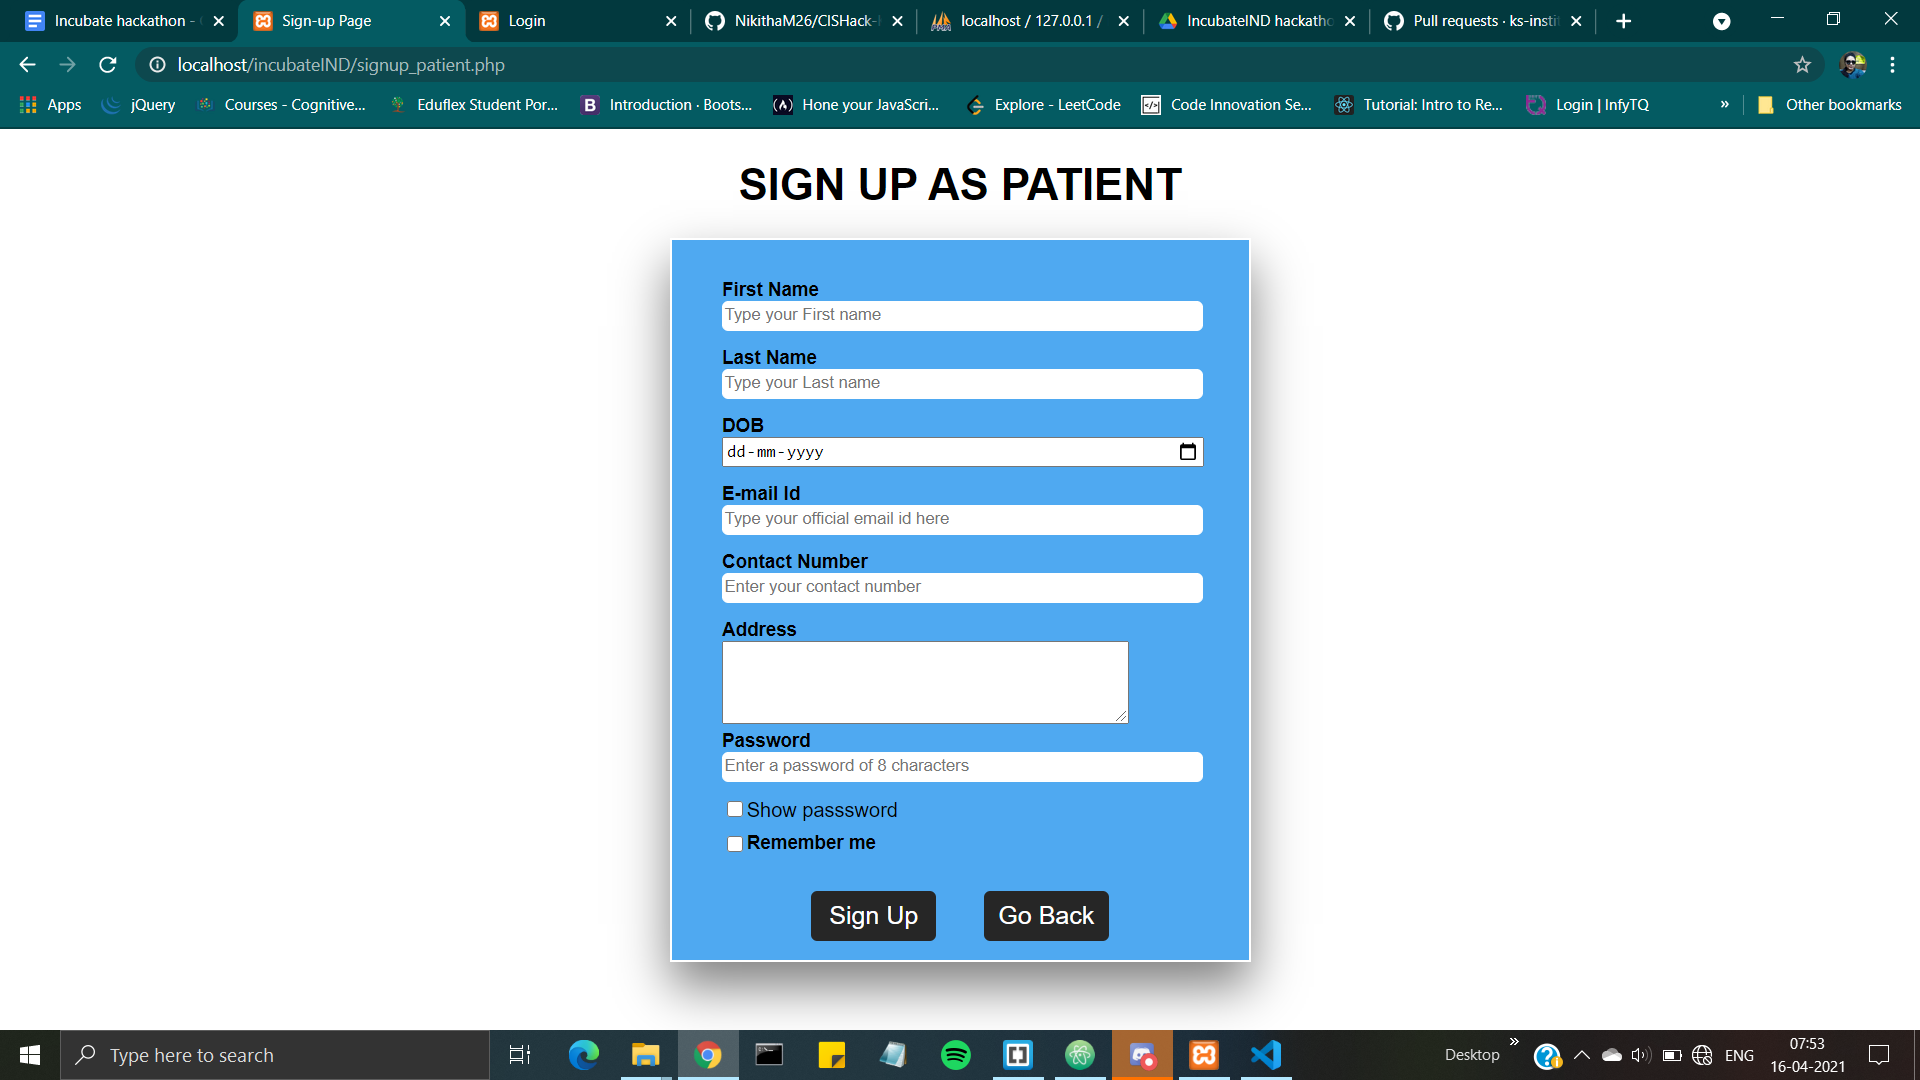 Incubate hackathon -
Sign-up Page
Login
NikithaM26/CISHack-
localhost / 127.0.0.1 /
IncubateIND hackatho
Pull requests · ks-insti
localhost/incubateIND/signup_patient.php
Apps
jQuery
Courses - Cognitive...
Eduflex Student Por...
Introduction · Boots...
Hone your JavaScri...
Explore - LeetCode
Code Innovation Se...
Tutorial: Intro to Re...
Login | InfyTQ
»
Other bookmarks
SIGN UP AS PATIENT
First Name
Type your First name
Last Name
Type your Last name
DOB
dd-mm-yyyy
E-mail Id
Type your official email id here
Contact Number
Enter your contact number
Address
Password
Enter a password of 8 characters
Show passsword
Remember me
Sign Up
Go Back
Type here to search
Desktop
»
ENG
07:53
16-04-2021